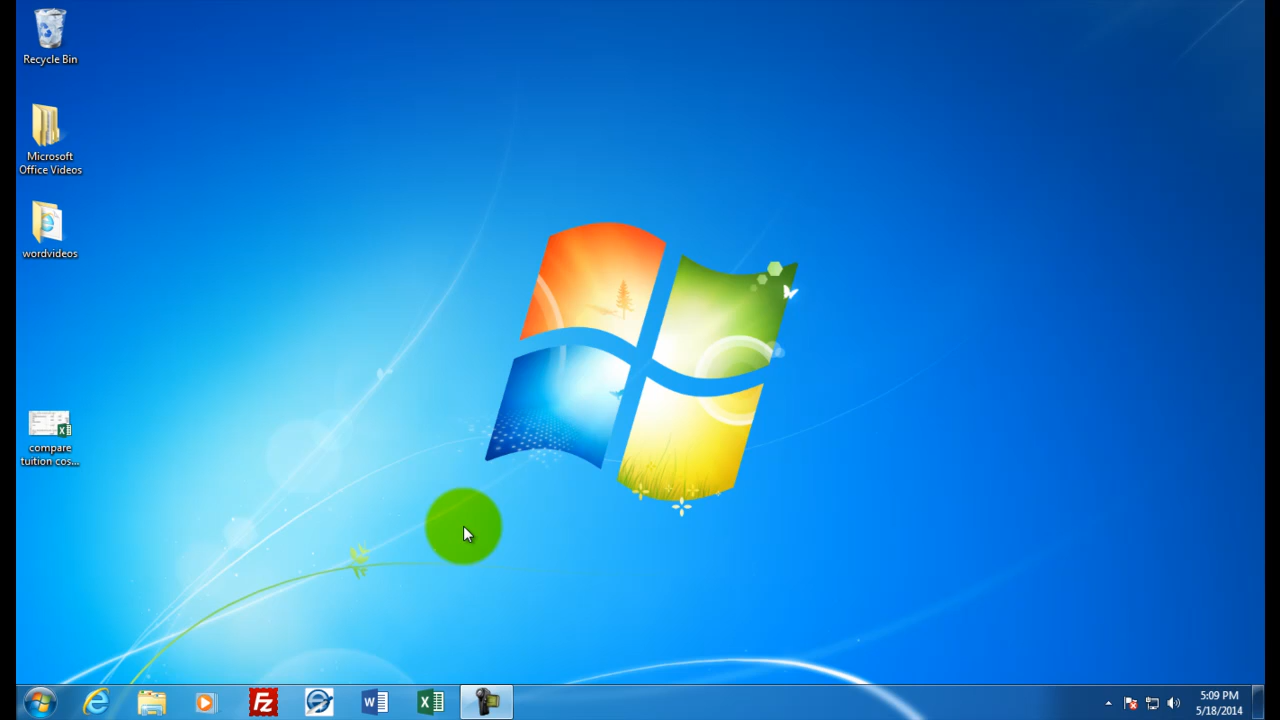 Recycle Bin
Microsoft
Office Videos
wordvideos
compare
tuition cos...
5:09 PM
5/18/2014